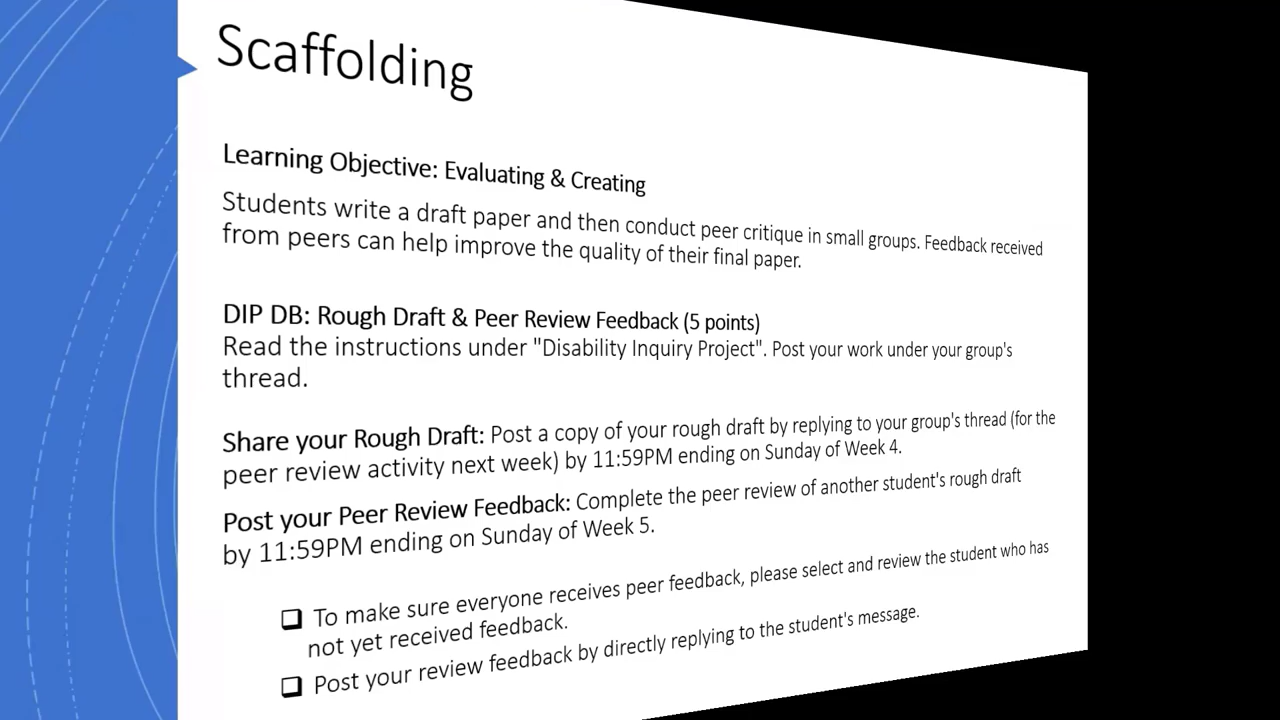 Scaffolding
Learning Objective: Evaluating & Creating
Students write a draft paper and then conduct peer critique in small groups. Feedback received
from peers can help improve the quality of their final paper.
DIP DB: Rough Draft & Peer Review Feedback (5 points)
Read the instructions under "Disability Inquiry Project". Post your work under your group's
thread.
Share your Rough Draft: Post a copy of your rough draft by replying to your group's thread (for the
peer review activity next week) by 11:59PM ending on Sunday of Week 4.
Post your Peer Review Feedback: Complete the peer review of another student's rough draft
by 11:59PM ending on Sunday of Week 5.
❑ To make sure everyone receives peer feedback, please select and review the student who has
not yet received feedback.
❑ Post your review feedback by directly replying to the student's message.